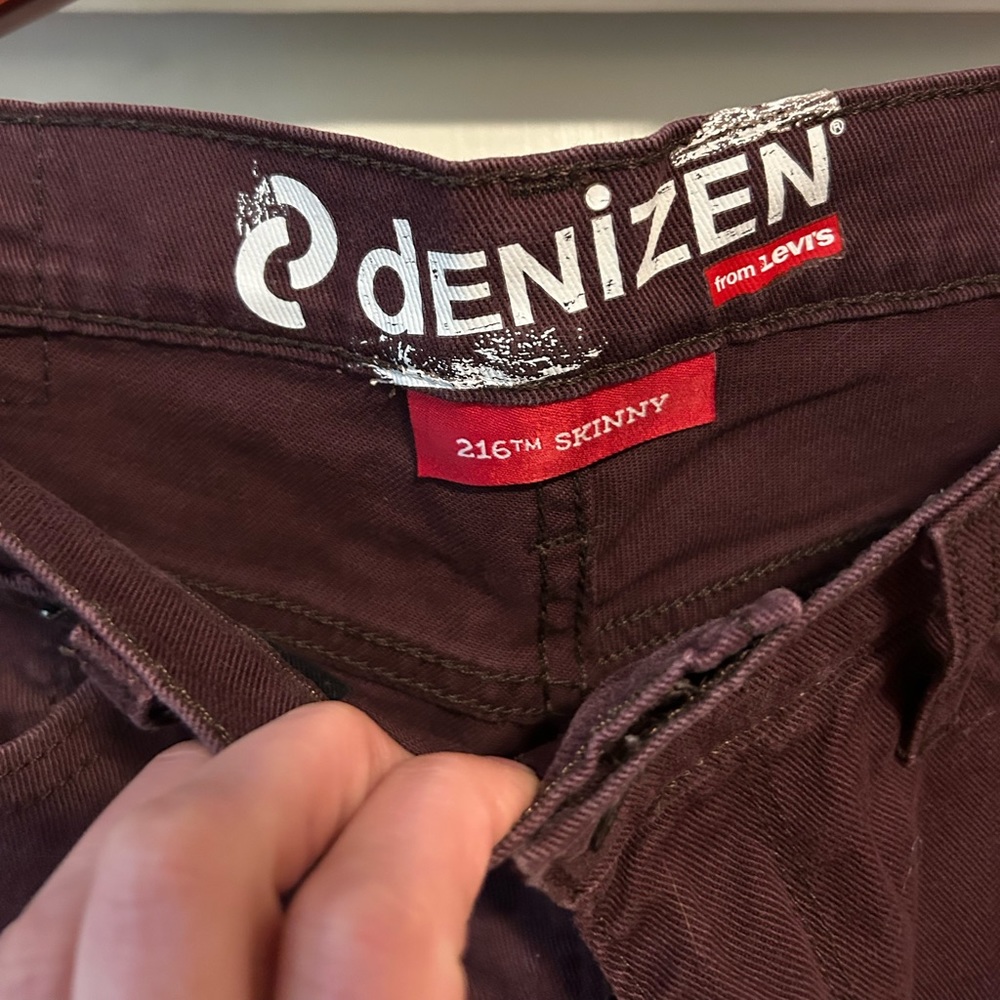 dENiZEN®
from Levi's
216™ SKINNY